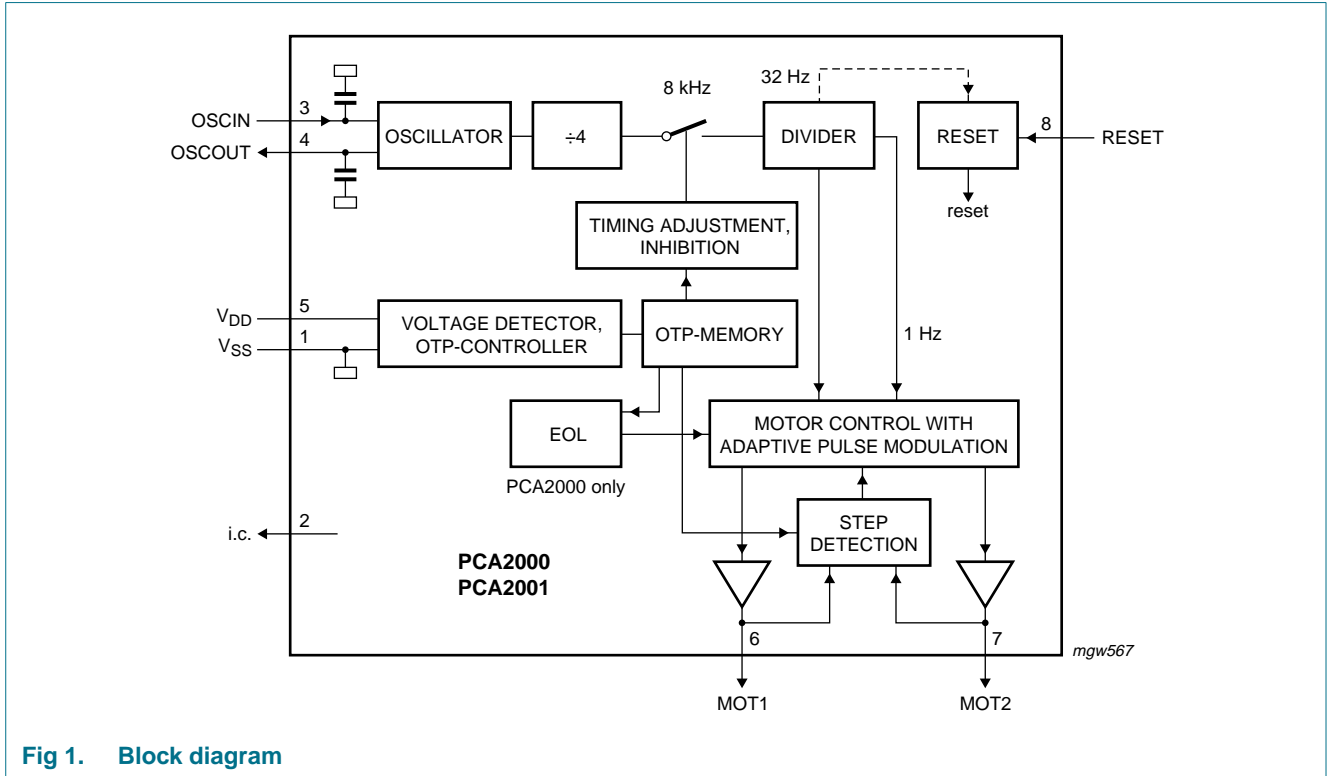 8 kHz
32 Hz
OSCIN
3
OSCOUT
4
OSCILLATOR
÷4
DIVIDER
RESET
8
RESET
reset
TIMING ADJUSTMENT,
INHIBITION
VDD
5
VSS
1
VOLTAGE DETECTOR,
OTP-CONTROLLER
OTP-MEMORY
1 Hz
EOL
PCA2000 only
MOTOR CONTROL WITH
ADAPTIVE PULSE MODULATION
i.c.
2
STEP
DETECTION
PCA2000
PCA2001
6
7
mgw567
MOT1
MOT2
Fig 1. Block diagram